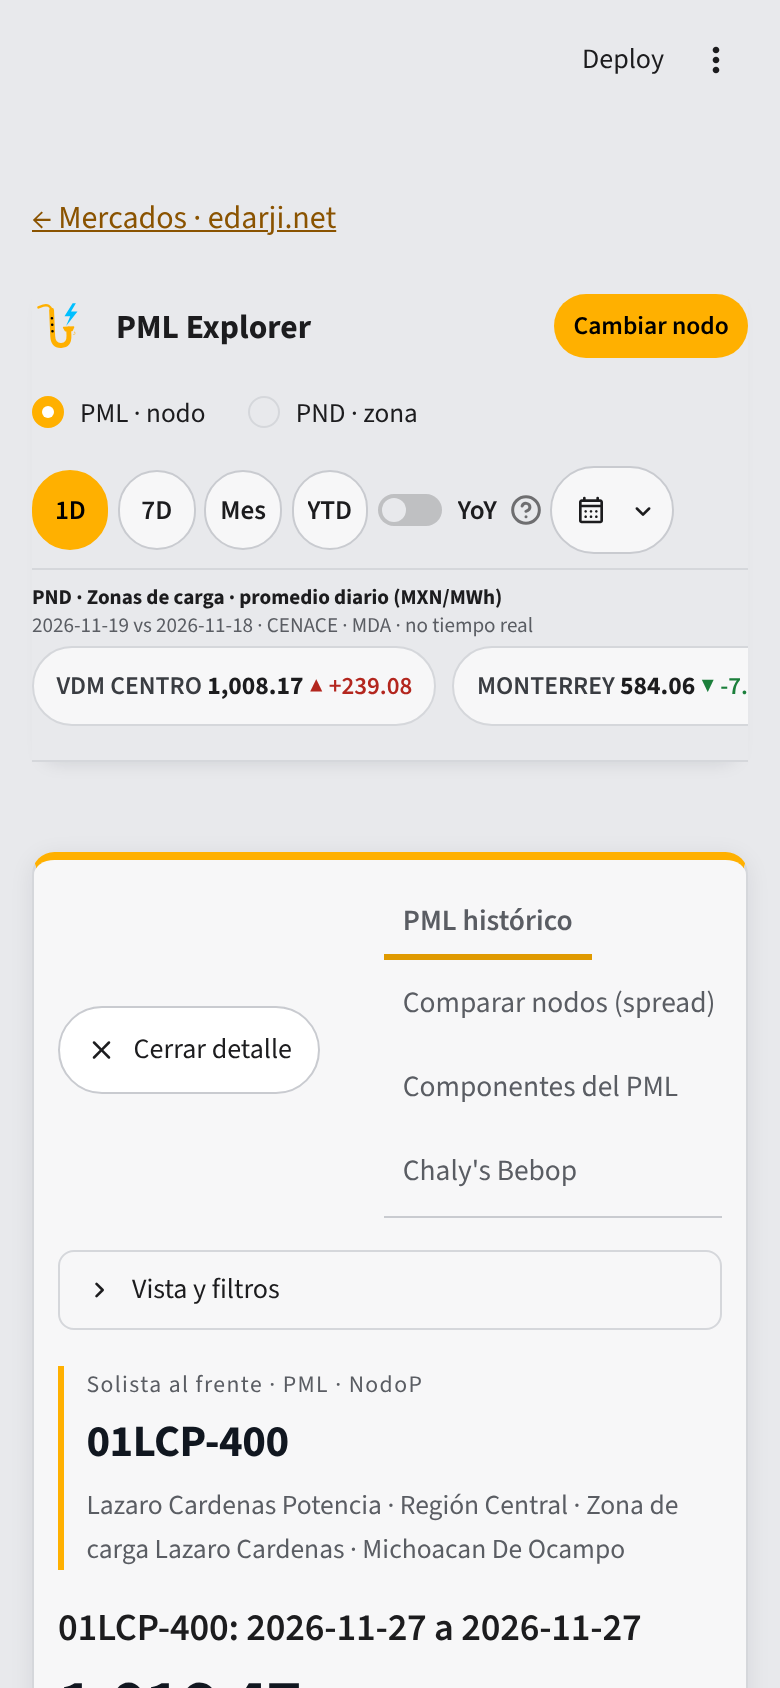 Deploy
← Mercados · edarji.net
PML Explorer
Cambiar nodo
PML · nodo
PND · zona
1D
7D
Mes
YTD
YoY
PND · Zonas de carga · promedio diario (MXN/MWh)
2026-11-19 vs 2026-11-18 · CENACE · MDA · no tiempo real
VDM CENTRO 1,008.17 ▲ +239.08
MONTERREY 584.06 ▼ -7.
PML histórico
Comparar nodos (spread)
Cerrar detalle
Componentes del PML
Chaly's Bebop
Vista y filtros
Solista al frente · PML · NodoP
01LCP-400
Lazaro Cardenas Potencia · Región Central · Zona de
carga Lazaro Cardenas · Michoacan De Ocampo
01LCP-400: 2026-11-27 a 2026-11-27